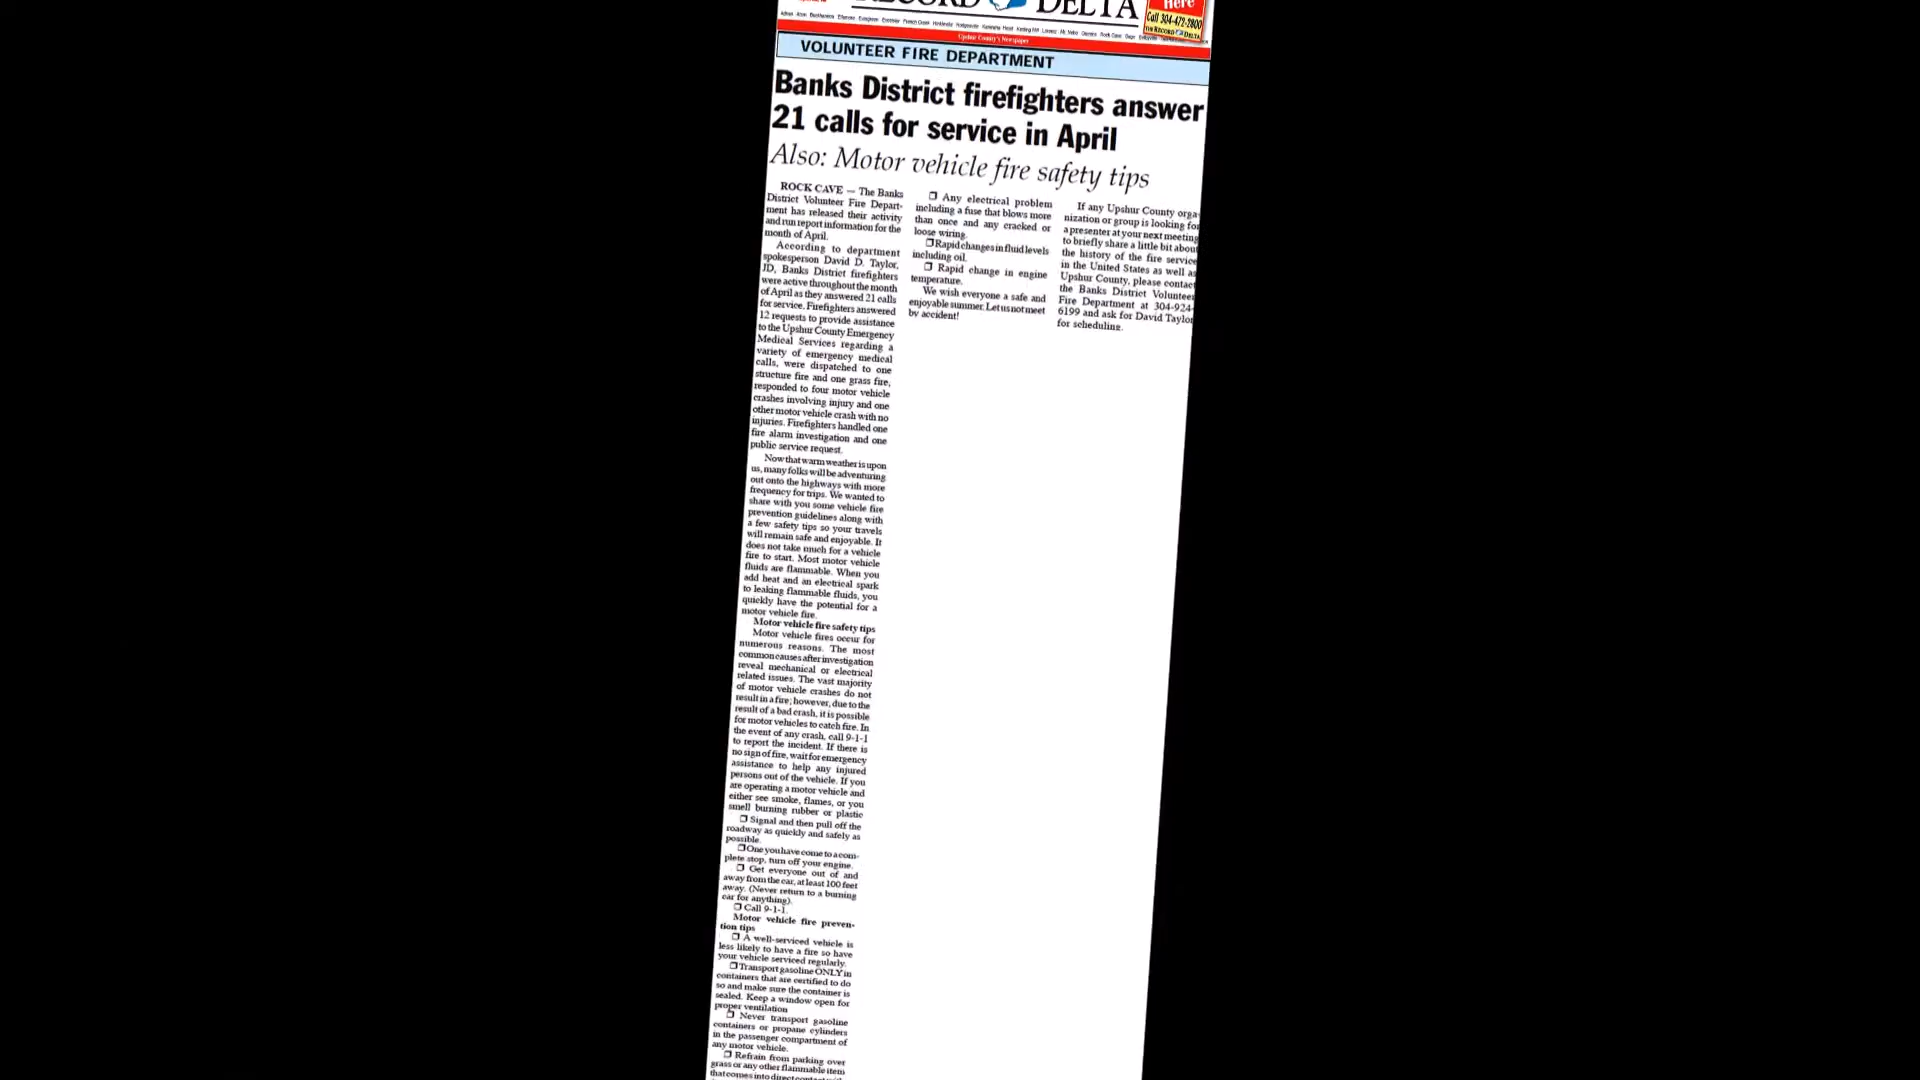 RECORD DELTA
Here
Call 304-472-2800
THE RECORD DELTA
Upshur County's Newspaper
VOLUNTEER FIRE DEPARTMENT
Banks District firefighters answer
21 calls for service in April
Also: Motor vehicle fire safety tips
ROCK CAVE — The Banks
District Volunteer Fire Depart-
ment has released their activity
and run report information for the
month of April.
According to department
spokesperson David D. Taylor,
JD, Banks District firefighters
were active throughout the month
of April as they answered 21 calls
for service. Firefighters answered
12 requests to provide assistance
to the Upshur County Emergency
Medical Services regarding a
variety of emergency medical
calls, were dispatched to one
structure fire and one grass fire,
responded to four motor vehicle
crashes involving injury and one
other motor vehicle crash with no
injuries. Firefighters handled one
fire alarm investigation and one
public service request.
Now that warm weather is upon
us, many folks will be adventuring
out onto the highways with more
frequency for trips. We wanted to
share with you some vehicle fire
prevention guidelines along with
a few safety tips so your travels
will remain safe and enjoyable. It
does not take much for a vehicle
fire to start. Most motor vehicle
fluids are flammable. When you
add heat and an electrical spark
to leaking flammable fluids, you
quickly have the potential for a
motor vehicle fire.
Motor vehicle fire safety tips
Motor vehicle fires occur for
numerous reasons. The most
common causes after investigation
reveal mechanical or electrical
related issues. The vast majority
of motor vehicle crashes do not
result in a fire; however, due to the
result of a bad crash, it is possible
for motor vehicles to catch fire. In
the event of any crash, call 9-1-1
to report the incident. If there is
no sign of fire, wait for emergency
assistance to help any injured
persons out of the vehicle. If you
are operating a motor vehicle and
either see smoke, flames, or you
smell burning rubber or plastic
❒ Signal and then pull off the
roadway as quickly and safely as
possible.
❒ One you have come to a com-
plete stop, turn off your engine.
❒ Get everyone out of and
away from the car, at least 100 feet
away. (Never return to a burning
car for anything).
❒ Call 9-1-1.
Motor vehicle fire preven-
tion tips
❒ A well-serviced vehicle is
less likely to have a fire so have
your vehicle serviced regularly.
❒ Transport gasoline ONLY in
containers that are certified to do
so and make sure the container is
sealed. Keep a window open for
proper ventilation
❒ Never transport gasoline
containers or propane cylinders
in the passenger compartment of
any motor vehicle.
❒ Refrain from parking over
grass or any other flammable item
that comes into direct contact with
❒ Any electrical problem
including a fuse that blows more
than once and any cracked or
loose wiring.
❒ Rapid changes in fluid levels
including oil.
❒ Rapid change in engine
temperature.
We wish everyone a safe and
enjoyable summer. Let us not meet
by accident!
If any Upshur County orga-
nization or group is looking for
a presenter at your next meeting
to briefly share a little bit about
the history of the fire service
in the United States as well as
Upshur County, please contact
the Banks District Volunteer
Fire Department at 304-924-
6199 and ask for David Taylor
for scheduling.